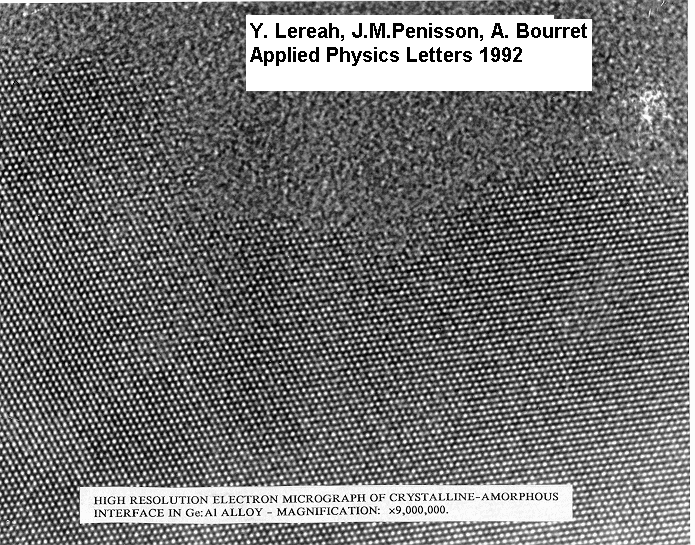 Y. Lereah, J.M.Penisson, A. Bourret
Applied Physics Letters 1992
HIGH RESOLUTION ELECTRON MICROGRAPH OF CRYSTALLINE-AMORPHOUS
INTERFACE IN Ge:Al ALLOY - MAGNIFICATION: ×9,000,000.